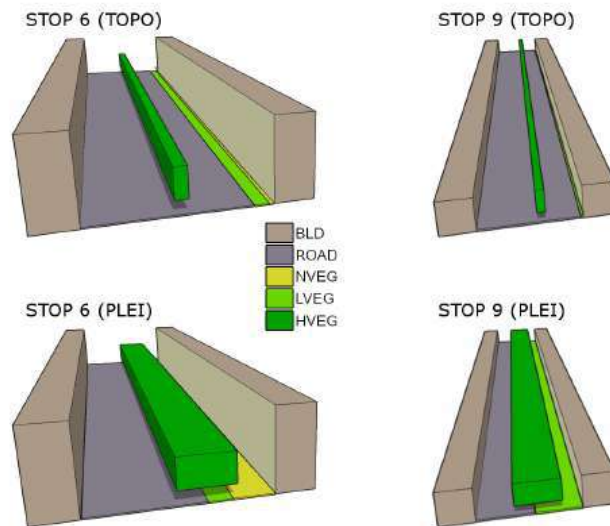 STOP 6 (TOPO)
STOP 9 (TOPO)
BLD
ROAD
NVEG
LVEG
HVEG
STOP 6 (PLEI)
STOP 9 (PLEI)